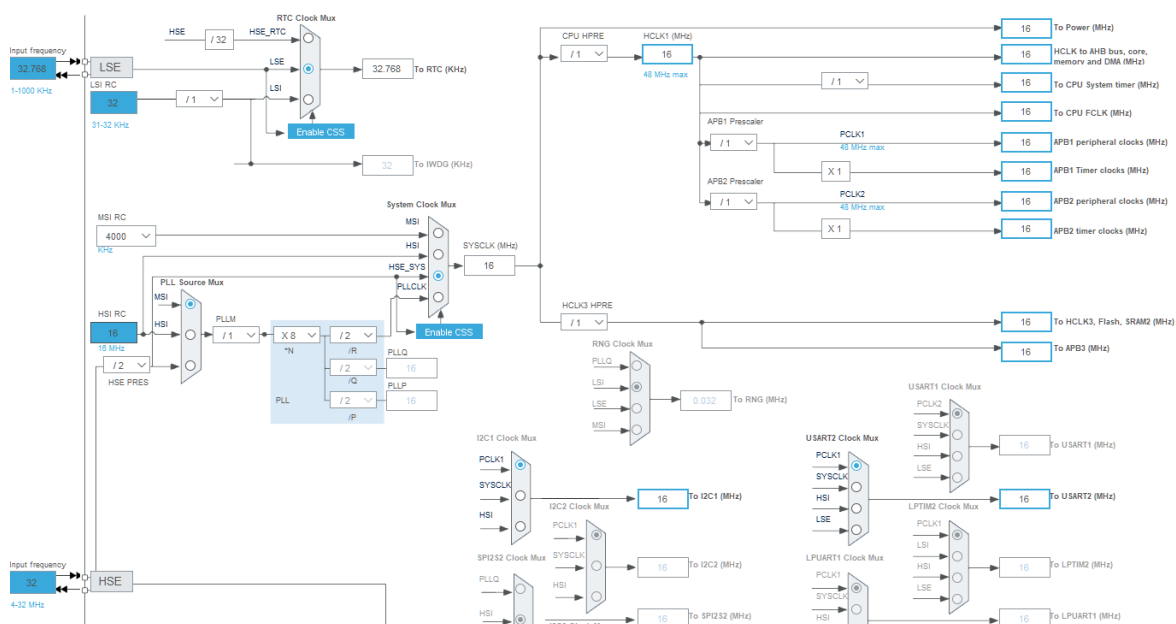 RTC Clock Mux
HSE
/ 32
HSE_RTC
Input frequency
32.768
1-1000 KHz
LSE
LSE
32.768
To RTC (KHz)
LSI RC
32
31-32 KHz
/ 1
LSI
Enable CSS
32
To IWDG (KHz)
System Clock Mux
MSI RC
4000
KHz
MSI
HSI
HSE_SYS
PLLCLK
SYSCLK (MHz)
16
Enable CSS
PLL Source Mux
MSI
HSI RC
16
16 MHz
HSI
PLLM
/ 1
X 8
*N
/ 2
/R
PLLQ
/ 2
16
/Q
PLLP
/ 2
16
/P
PLL
/ 2
HSE PRES
CPU HPRE
/ 1
HCLK1 (MHz)
16
48 MHz max
16
To Power (MHz)
16
HCLK to AHB bus, core,
memory and DMA (MHz)
/ 1
16
To CPU System timer (MHz)
16
To CPU FCLK (MHz)
APB1 Prescaler
/ 1
PCLK1
48 MHz max
16
APB1 peripheral clocks (MHz)
X 1
16
APB1 Timer clocks (MHz)
APB2 Prescaler
/ 1
PCLK2
48 MHz max
16
APB2 peripheral clocks (MHz)
X 1
16
APB2 timer clocks (MHz)
HCLK3 HPRE
/ 1
16
To HCLK3, Flash, SRAM2 (MHz)
16
To APB3 (MHz)
RNG Clock Mux
PLLQ
LSI
LSE
MSI
0.032
To RNG (MHz)
USART1 Clock Mux
PCLK2
SYSCLK
HSI
LSE
16
To USART1 (MHz)
I2C1 Clock Mux
PCLK1
SYSCLK
HSI
16
To I2C1 (MHz)
USART2 Clock Mux
PCLK1
SYSCLK
HSI
LSE
16
To USART2 (MHz)
I2C2 Clock Mux
PCLK1
SYSCLK
HSI
16
To I2C2 (MHz)
LPTIM2 Clock Mux
PCLK1
LSI
HSI
LSE
16
To LPTIM2 (MHz)
SPI2S2 Clock Mux
PLLQ
HSI
16
To SPI2S2 (MHz)
LPUART1 Clock Mux
PCLK1
SYSCLK
HSI
16
To LPUART1 (MHz)
Input frequency
32
4-32 MHz
HSE